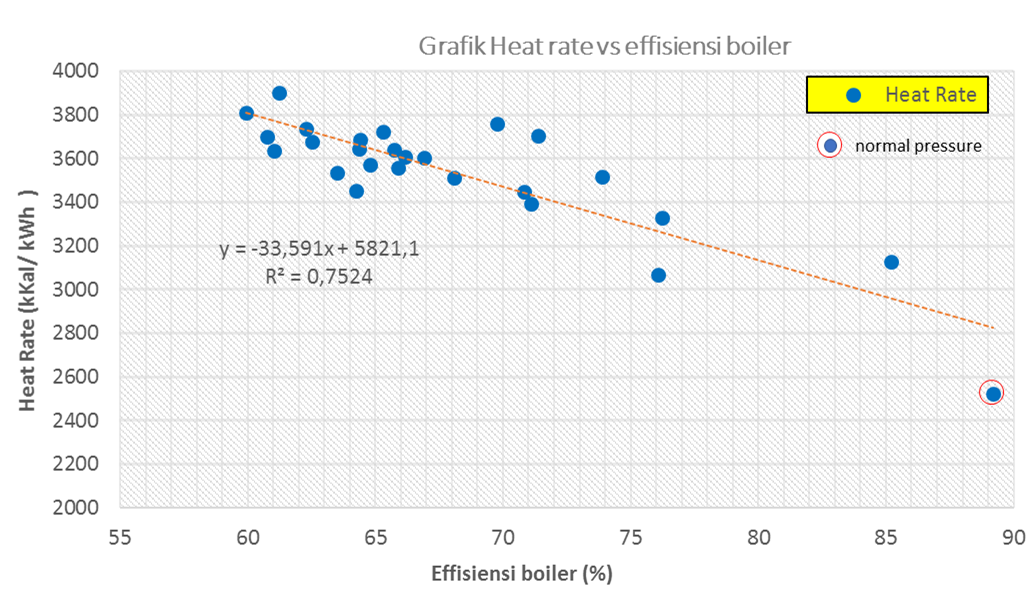 Grafik Heat rate vs effisiensi boiler
4000
3800
3600
3400
3200
3000
2800
2600
2400
2200
2000
Heat Rate (kKal/ kWh )
Heat Rate
normal pressure
y = -33,591x + 5821,1
R² = 0,7524
55 60 65 70 75 80 85 90
Effisiensi boiler (%)